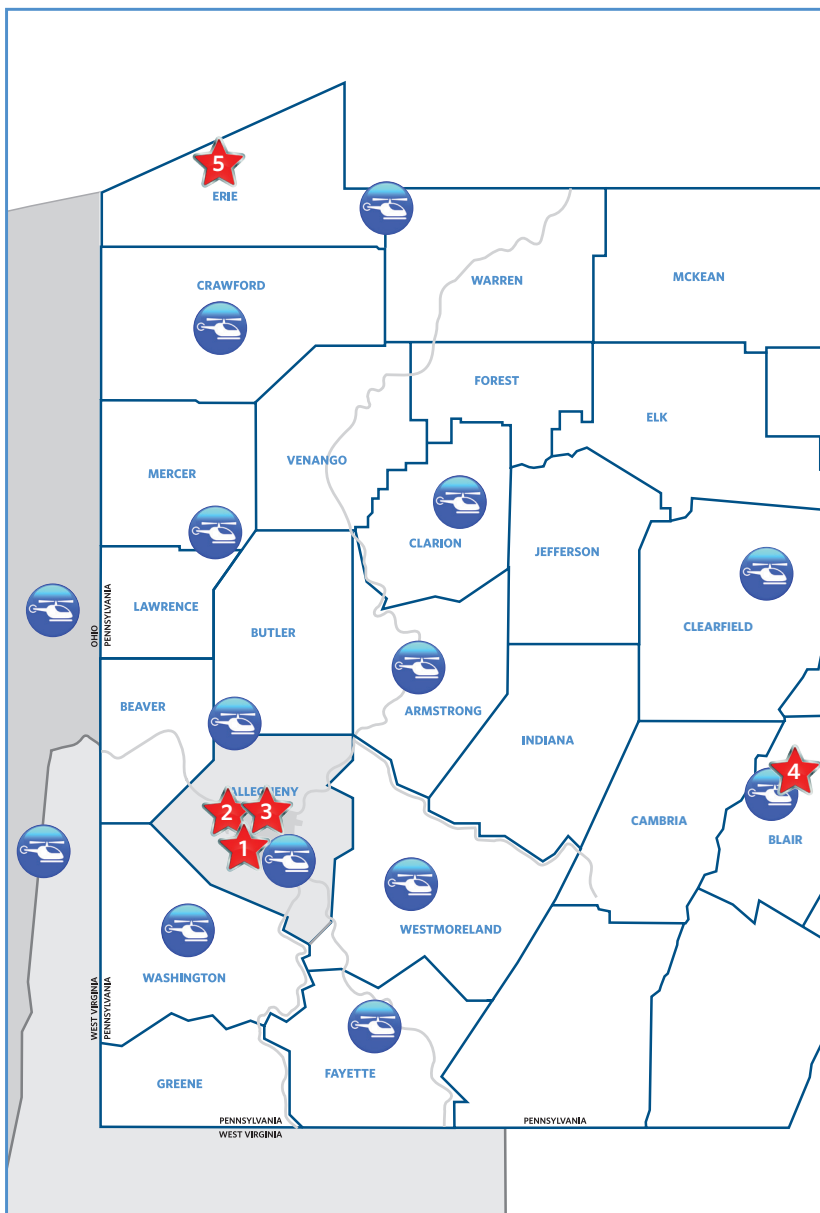 5
ERIE
CRAWFORD
WARREN
MCKEAN
FOREST
ELK
MERCER
VENANGO
CLARION
JEFFERSON
LAWRENCE
OHIO
PENNSYLVANIA
BUTLER
CLEARFIELD
BEAVER
ARMSTRONG
INDIANA
ALLEGHENY
4
2
3
1
CAMBRIA
BLAIR
WESTMORELAND
WASHINGTON
WEST VIRGINIA
PENNSYLVANIA
GREENE
FAYETTE
PENNSYLVANIA
WEST VIRGINIA
PENNSYLVANIA